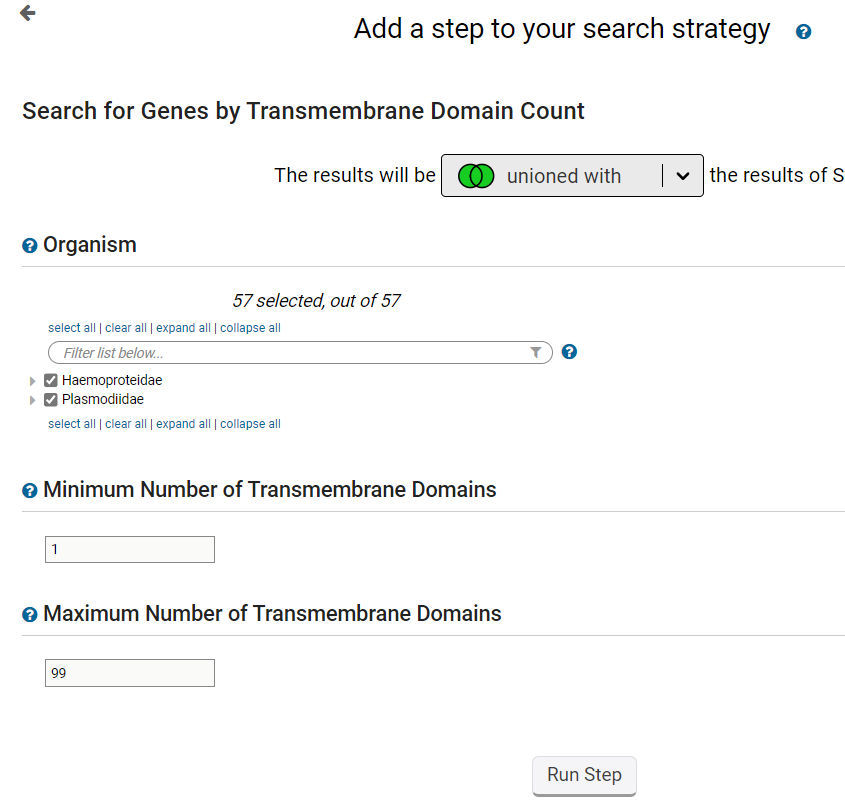 Add a step to your search strategy ?
Search for Genes by Transmembrane Domain Count
The results will be unioned with the results of S
? Organism
57 selected, out of 57
select all | clear all | expand all | collapse all
Filter list below... ?
Haemoproteidae
Plasmodiidae
select all | clear all | expand all | collapse all
? Minimum Number of Transmembrane Domains
1
? Maximum Number of Transmembrane Domains
99
Run Step